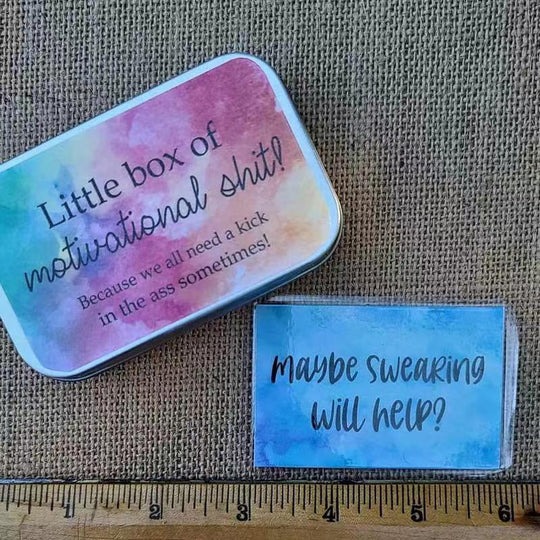 Little box of
motivational shit!
Because we all need a kick
in the ass sometimes!
maybe swearing
will help?
1 2 3 4 5 6